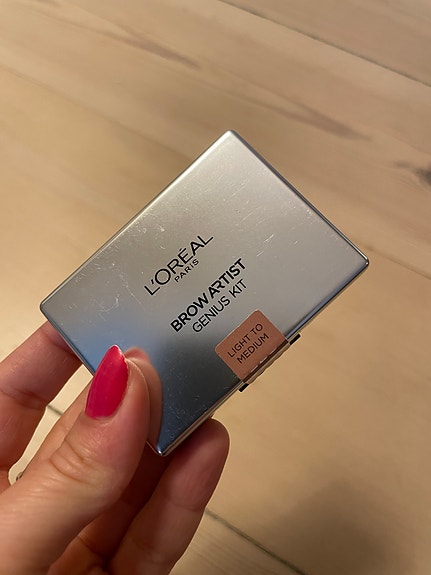 L'ORÉAL
PARIS
BROW ARTIST
GENIUS KIT
LIGHT TO
MEDIUM